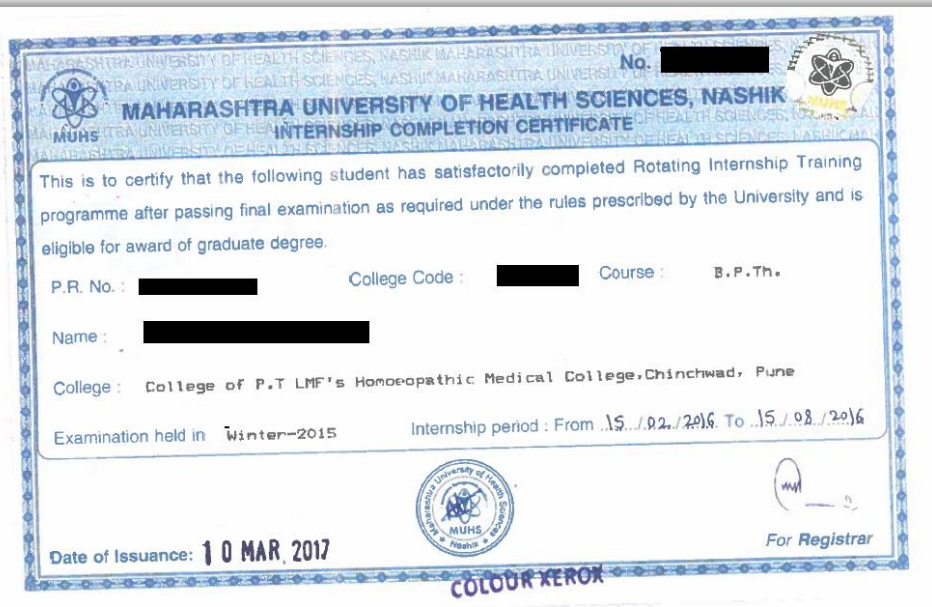 No.
MUHS
MUHS
MAHARASHTRA UNIVERSITY OF HEALTH SCIENCES, NASHIK
INTERNSHIP COMPLETION CERTIFICATE
This is to certify that the following student has satisfactorily completed Rotating Internship Training
programme after passing final examination as required under the rules prescribed by the University and is
eligible for award of graduate degree.
P.R. No. : College Code : Course : B.P.Th.
Name :
College : College of P.T LMF's Homoeopathic Medical College,Chinchwad, Pune
Examination held in Winter-2015 Internship period : From 15/02/2016 To 15/08/2016
Maharashtra University of Health Sciences
MUHS
Nashik
Date of Issuance: 10 MAR 2017
For Registrar
COLOUR XEROX